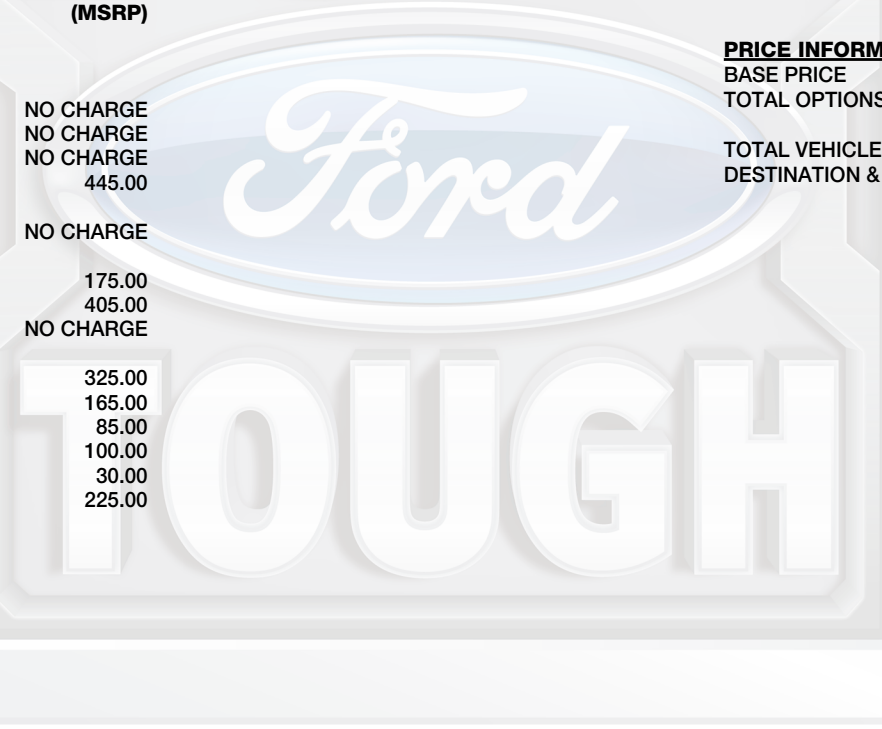 (MSRP)
NO CHARGE
NO CHARGE
NO CHARGE
445.00
NO CHARGE
175.00
405.00
NO CHARGE
325.00
165.00
85.00
100.00
30.00
225.00
PRICE INFORM
BASE PRICE
TOTAL OPTIONS
TOTAL VEHICLE
DESTINATION &
Ford
TOUGH